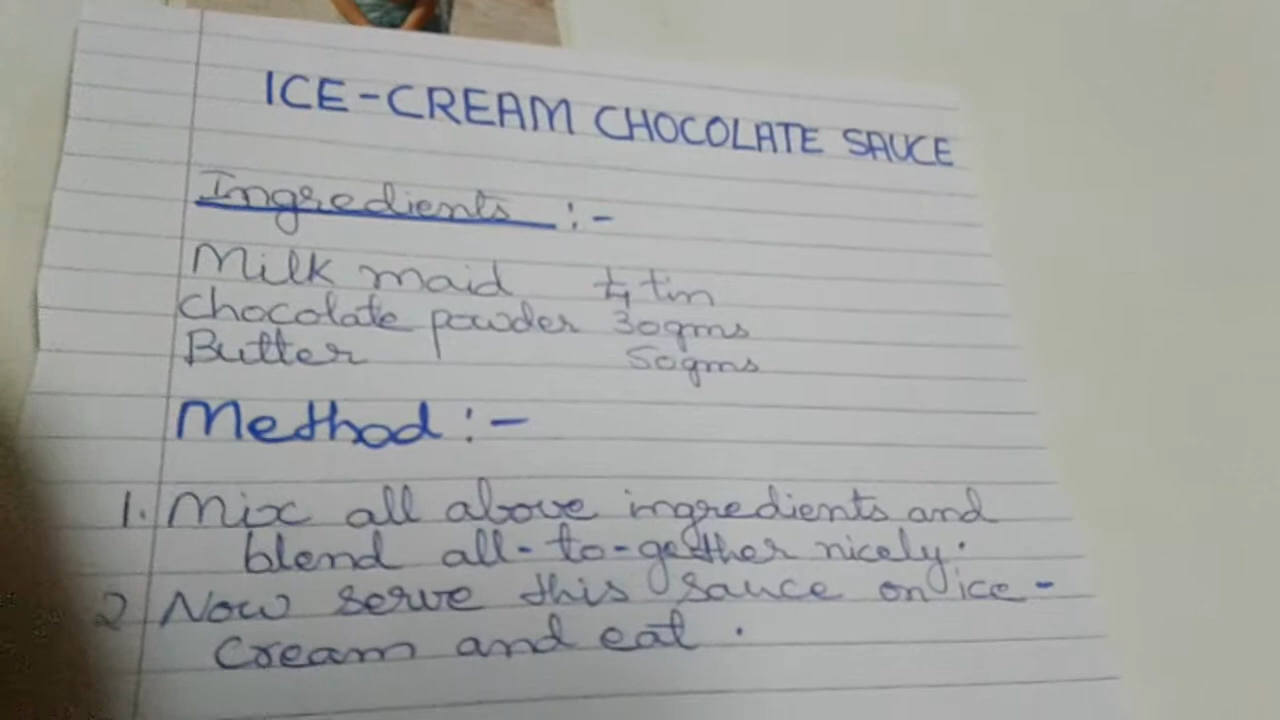 ICE-CREAM CHOCOLATE SAUCE
Ingredients :-
Milk maid ¼ tin
Chocolate powder 30gms
Butter 50gms
Method :-
1. Mix all above ingredients and
blend all-to-gether nicely.
2 Now serve this sauce on ice-
cream and eat.